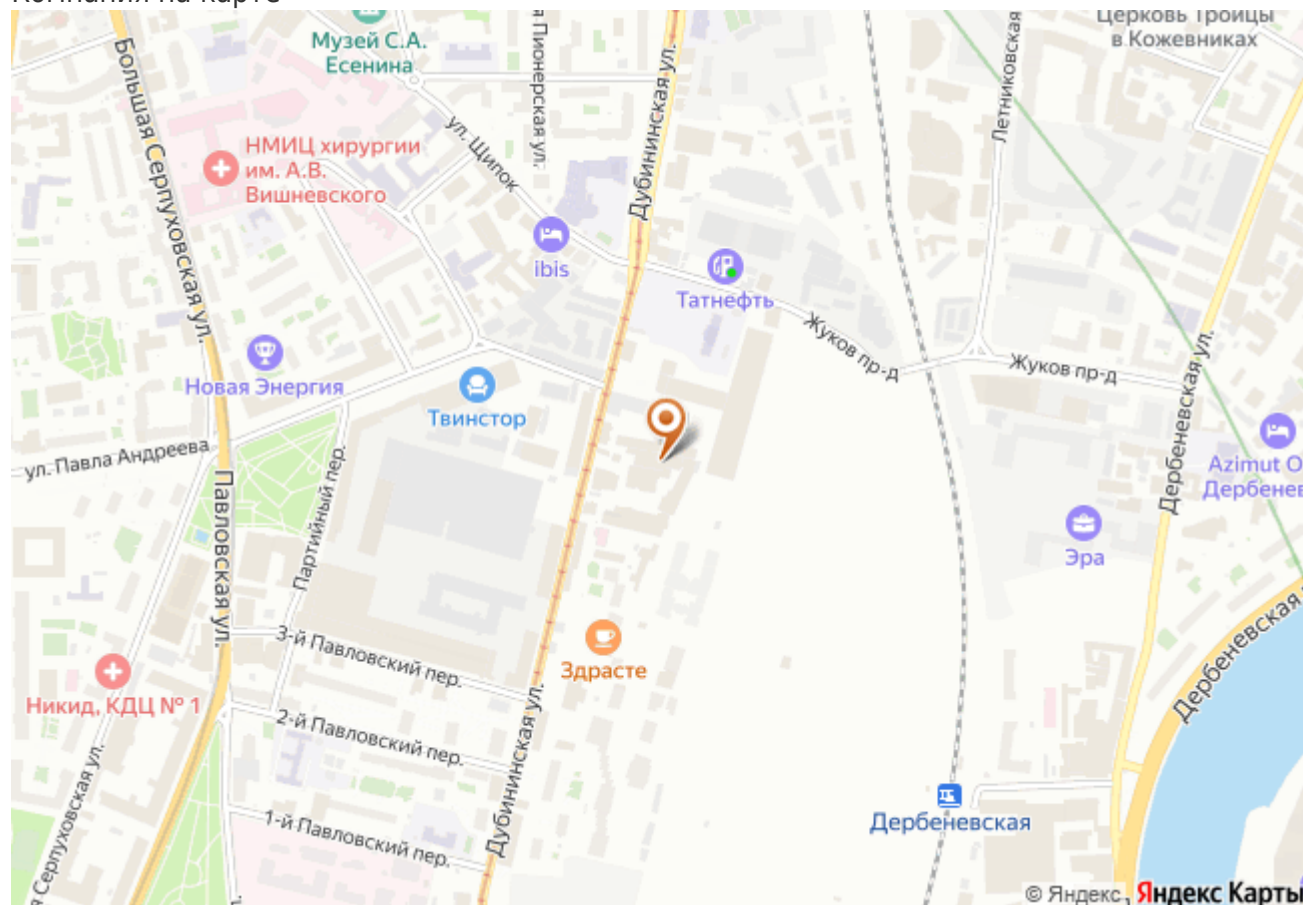 Компания на карте
Церковь Троицы
в Кожевниках
Музей С.А.
Есенина
Пионерская ул.
Дубининская ул.
Летниковская
Большая Серпуховская ул.
ул. Щипок
НМИЦ хирургии
им. А.В.
Вишневского
ibis
Татнефть
Жуков пр-д
Жуков пр-д
Дербеневская ул.
Новая Энергия
Твинстор
ул. Павла Андреева
Azimut О
Дербенев
Павловская ул.
Партийный пер.
Эра
3-й Павловский пер.
Здрасте
Дербеневская
Никид, КДЦ № 1
2-й Павловский пер.
Дубининская ул.
1-й Павловский пер.
Дербеневская
я Серпуховская ул.
© Яндекс
Яндекс Карты